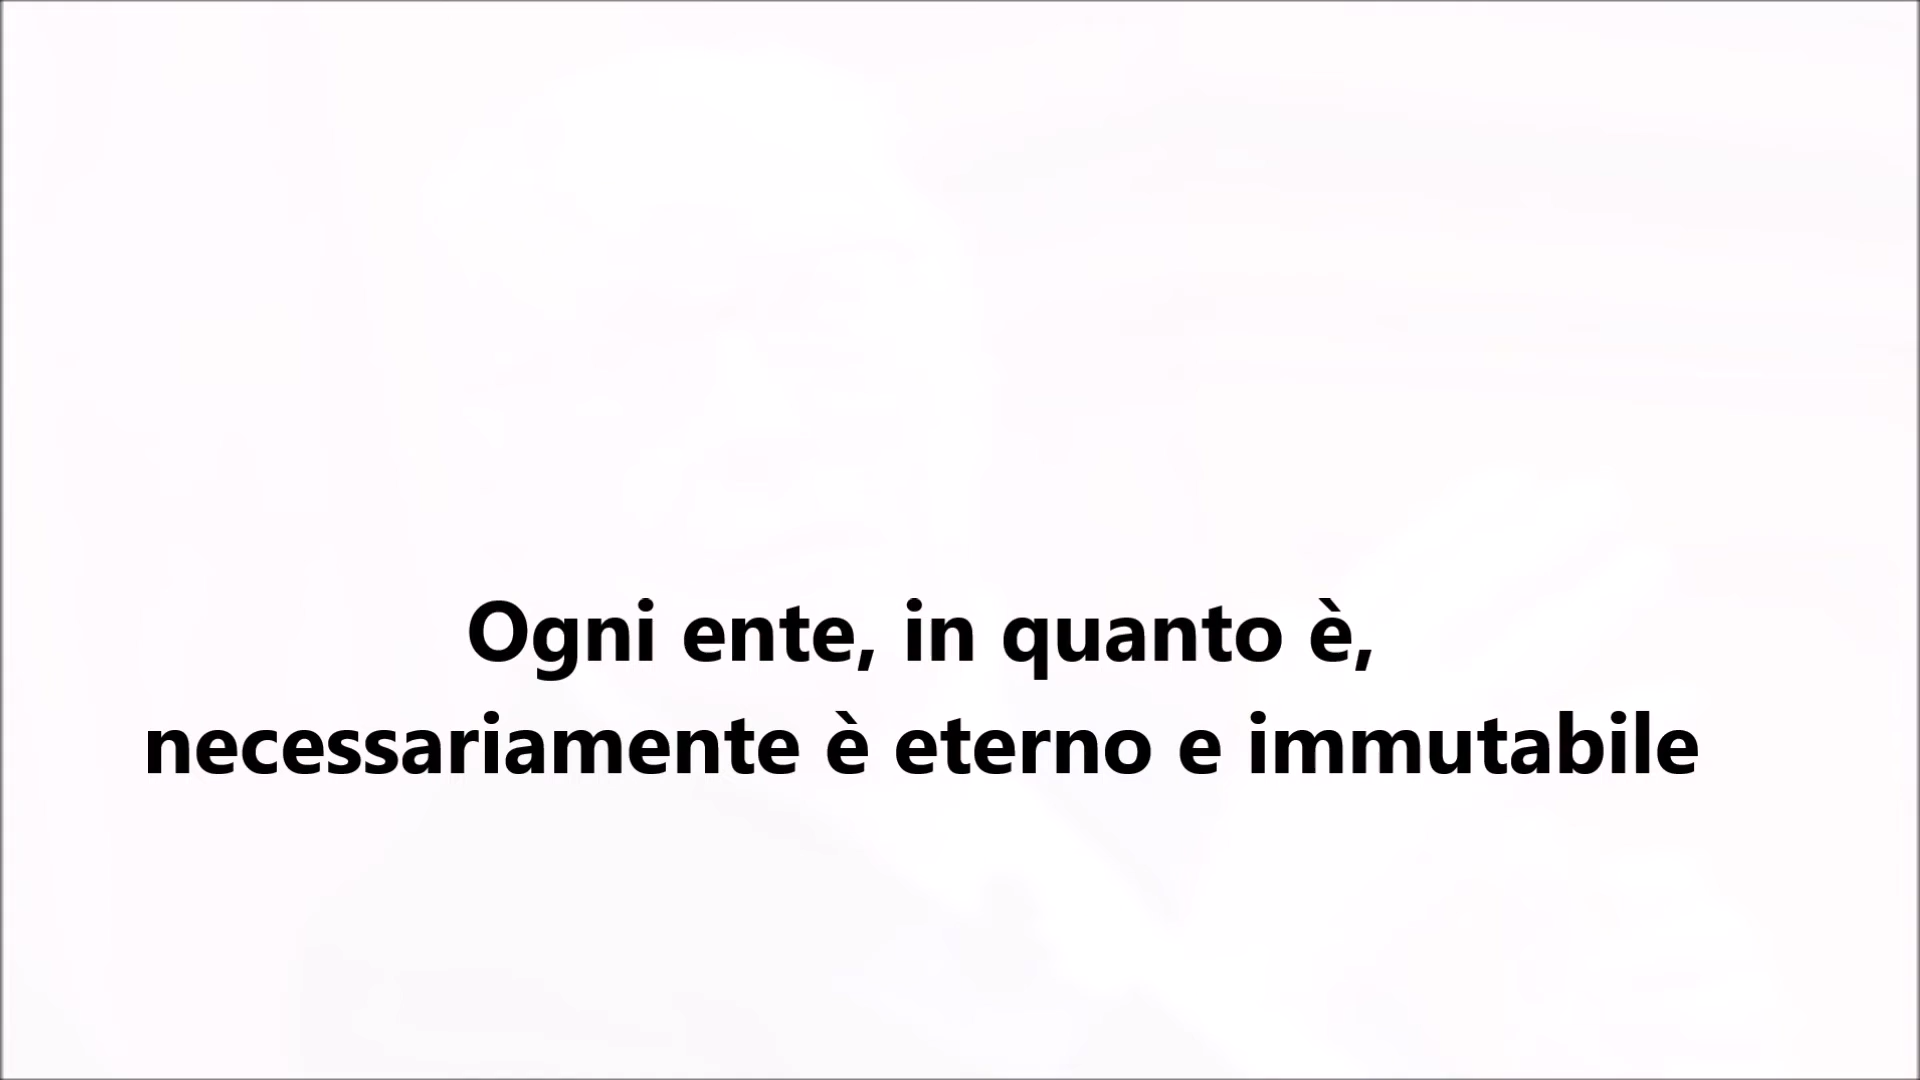 Ogni ente, in quanto è,
necessariamente è eterno e immutabile